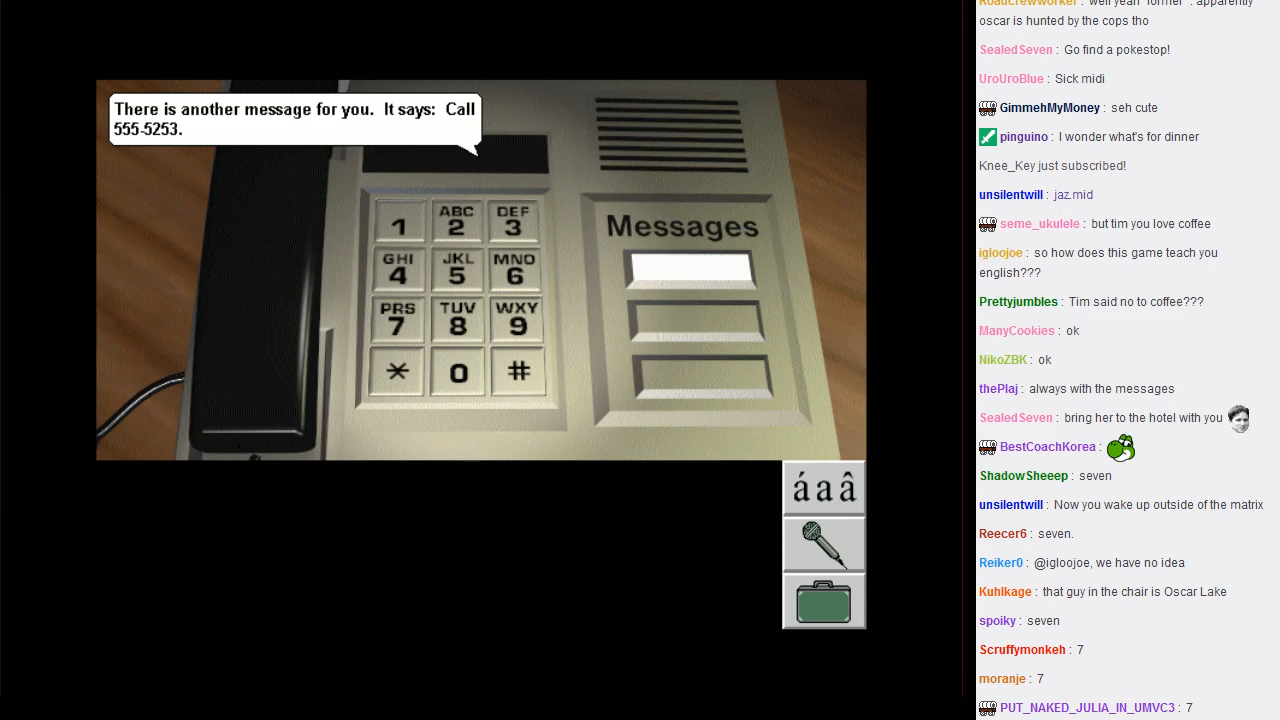 There is another message for you.  It says:  Call
555-5253.
1
ABC
2
DEF
3
GHI
4
JKL
5
MNO
6
PRS
7
TUV
8
WXY
9
*
0
#
Messages
á a â
RoadCrewWorker : well yeah "former" : apparently
oscar is hunted by the cops tho
SealedSeven : Go find a pokestop!
UroUroBlue : Sick midi
GimmehMyMoney : seh cute
pinguino : I wonder what's for dinner
Knee_Key just subscribed!
unsilentwill : jaz.mid
seme_ukulele : but tim you love coffee
igloojoe : so how does this game teach you
english???
Prettyjumbles : Tim said no to coffee???
ManyCookies : ok
NikoZBK : ok
thePlaj : always with the messages
SealedSeven : bring her to the hotel with you
BestCoachKorea :
ShadowSheeep : seven
unsilentwill : Now you wake up outside of the matrix
Reecer6 : seven.
Reiker0 : @igloojoe, we have no idea
Kuhlkage : that guy in the chair is Oscar Lake
spoiky : seven
Scruffymonkeh : 7
moranje : 7
PUT_NAKED_JULIA_IN_UMVC3 : 7